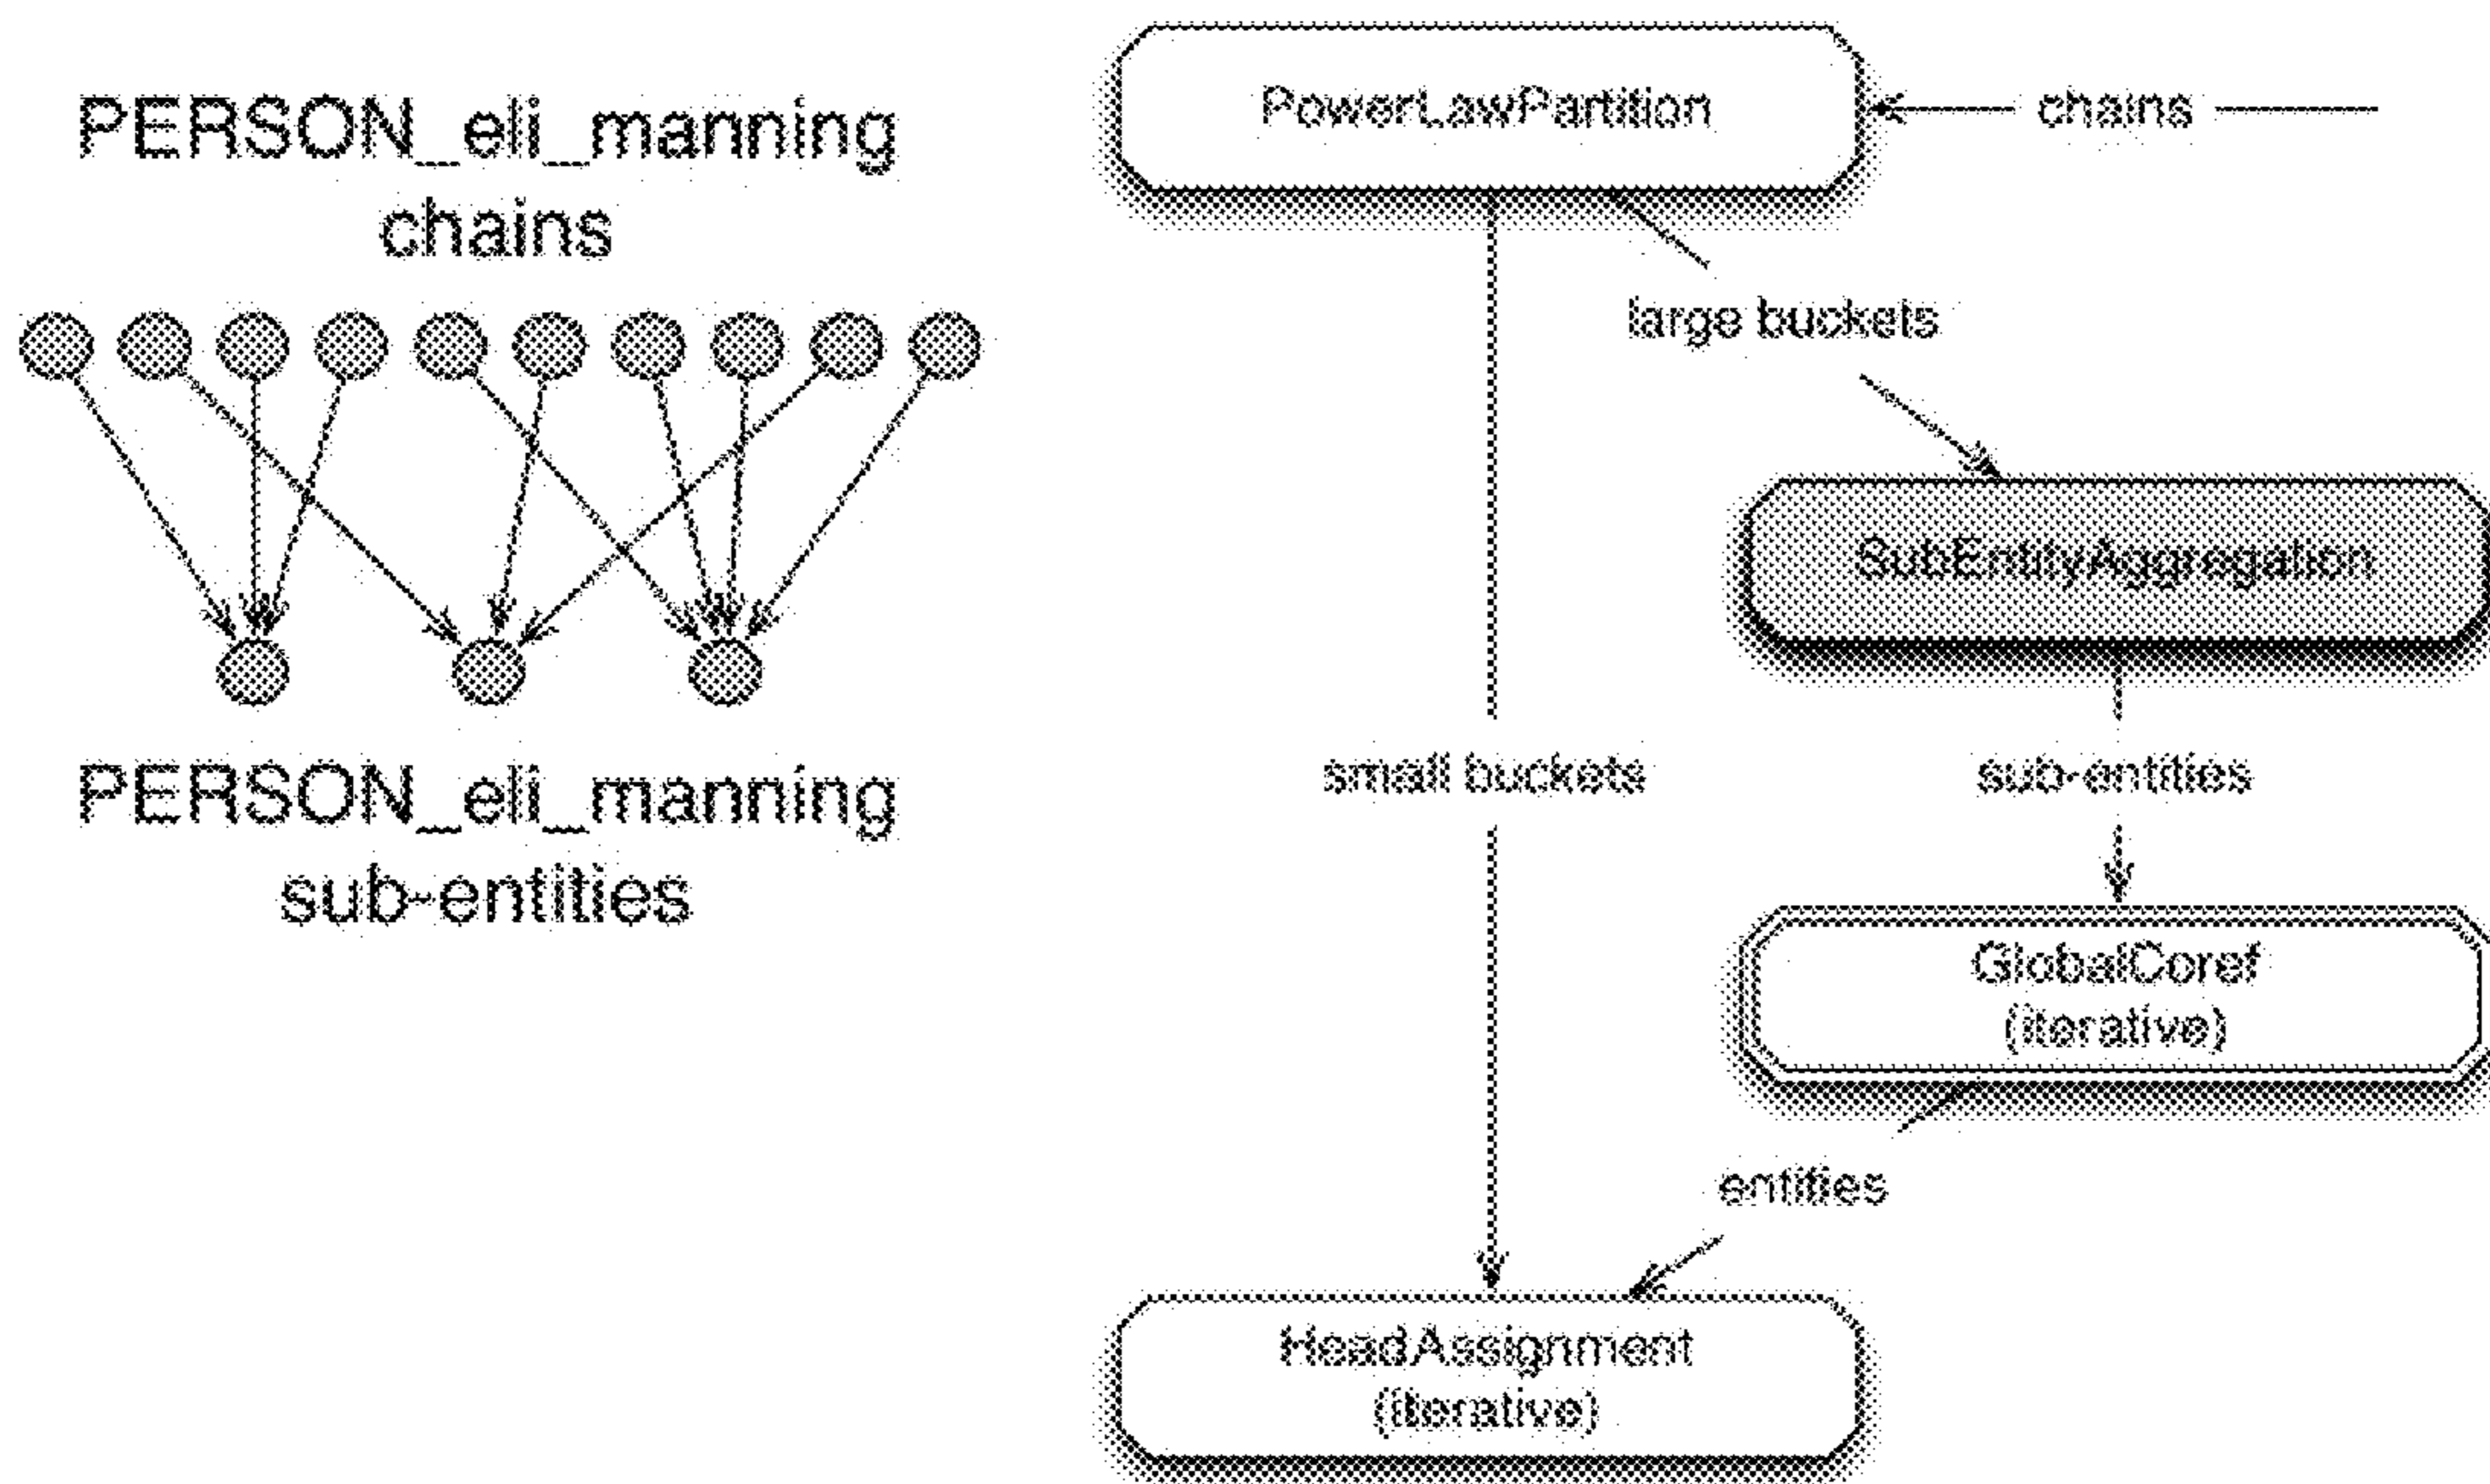 PERSON_eli_manning
chains
PERSON_eli_manning
sub-entities
PowerLawPartition
chains
large buckets
SubEntityAggregation
small buckets
sub-entities
GlobalCoref
(iterative)
entities
HeadAssignment
(iterative)